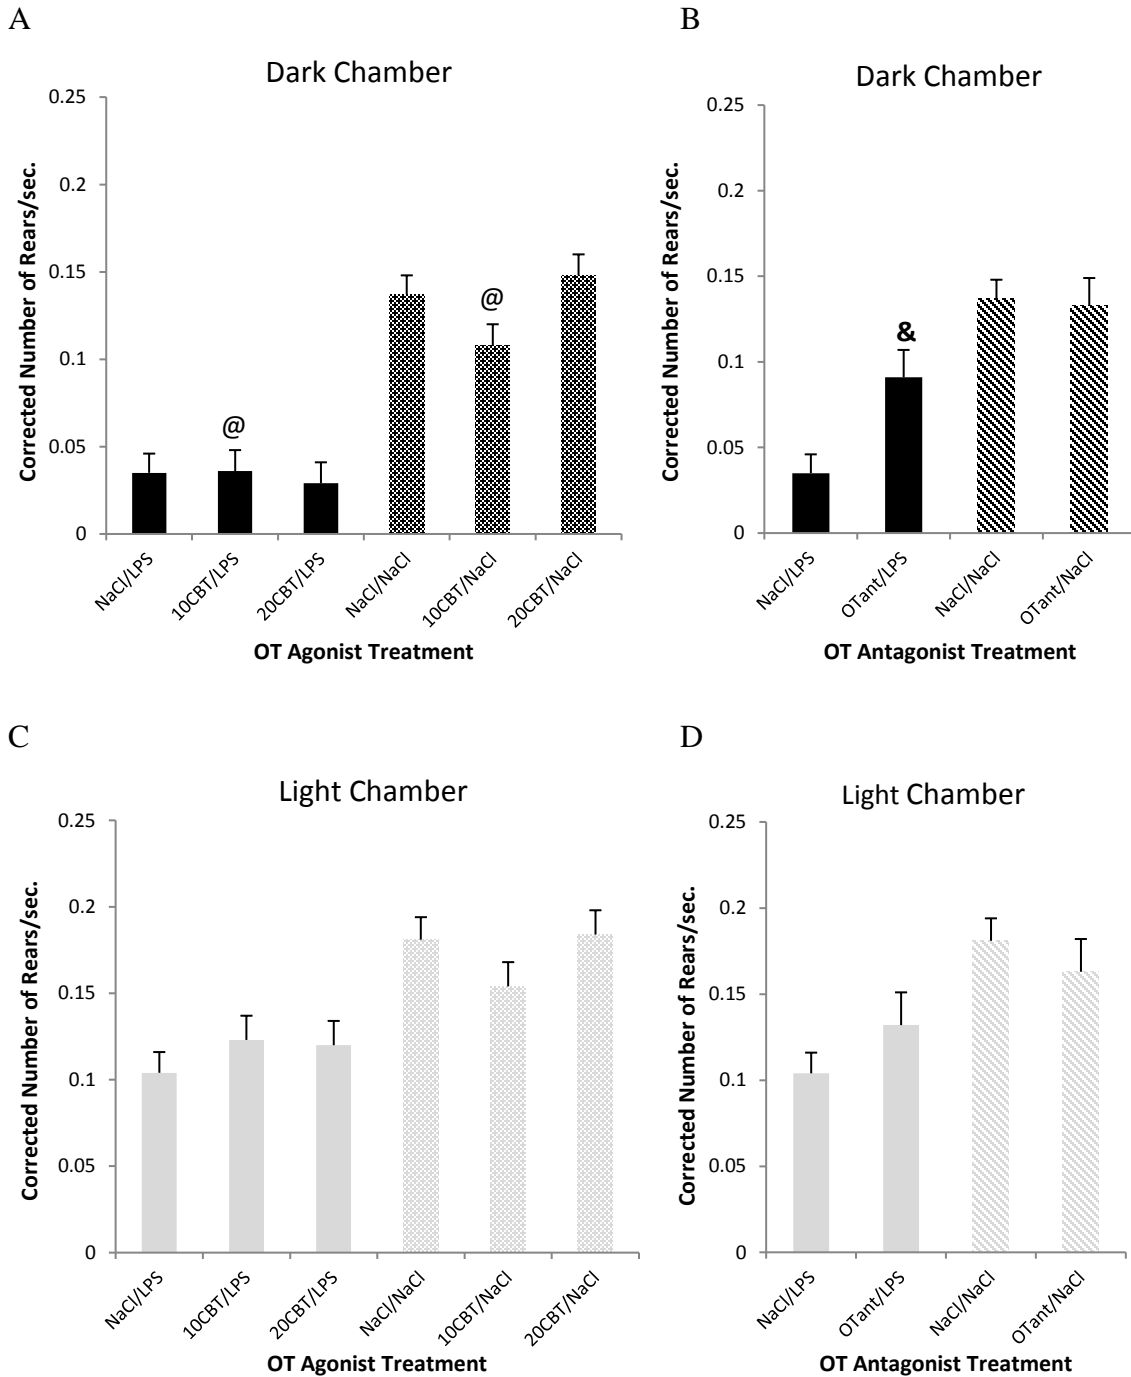 A
Dark Chamber
0.25
0.2
0.15
0.1
0.05
0
Corrected Number of Rears/sec.
@
@
NaCl/LPS
10CBT/LPS
20CBT/LPS
NaCl/NaCl
10CBT/NaCl
20CBT/NaCl
OT Agonist Treatment
B
Dark Chamber
0.25
0.2
0.15
0.1
0.05
0
Corrected Number of Rears/sec.
&
NaCl/LPS
OTant/LPS
NaCl/NaCl
OTant/NaCl
OT Antagonist Treatment
C
Light Chamber
0.25
0.2
0.15
0.1
0.05
0
Corrected Number of Rears/sec.
NaCl/LPS
10CBT/LPS
20CBT/LPS
NaCl/NaCl
10CBT/NaCl
20CBT/NaCl
OT Agonist Treatment
D
Light Chamber
0.25
0.2
0.15
0.1
0.05
0
Corrected Number of Rears/sec.
NaCl/LPS
OTant/LPS
NaCl/NaCl
OTant/NaCl
OT Antagonist Treatment